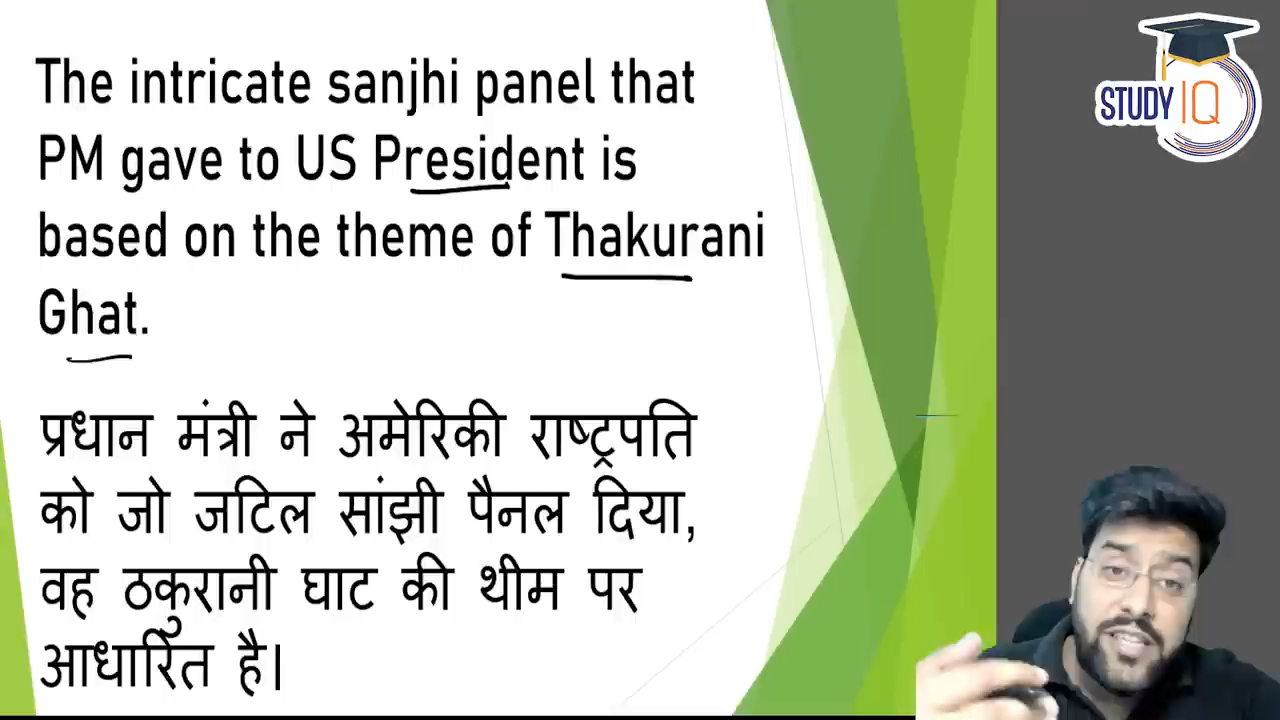 The intricate sanjhi panel that
PM gave to US President is
based on the theme of Thakurani
Ghat.
प्रधान मंत्री ने अमेरिकी राष्ट्रपति
को जो जटिल सांझी पैनल दिया,
वह ठकुरानी घाट की थीम पर
आधारित है।
STUDY IQ